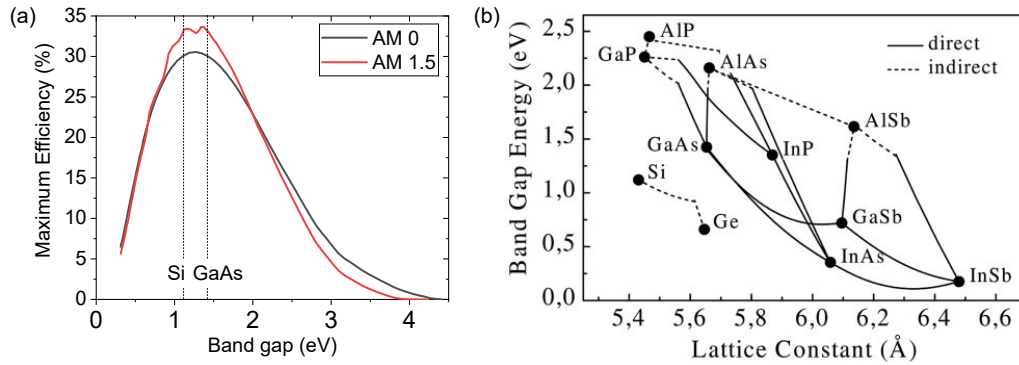 (a)
Maximum Efficiency (%)
35
30
25
20
15
10
5
0
AM 0
AM 1.5
Si
GaAs
0
1
2
3
4
Band gap (eV)
(b)
Band Gap Energy (eV)
2,5
2,0
1,5
1,0
0,5
0,0
direct
indirect
AlP
GaP
AlAs
AlSb
GaAs
InP
Si
Ge
GaSb
InAs
InSb
5,4
5,6
5,8
6,0
6,2
6,4
6,6
Lattice Constant (Å)